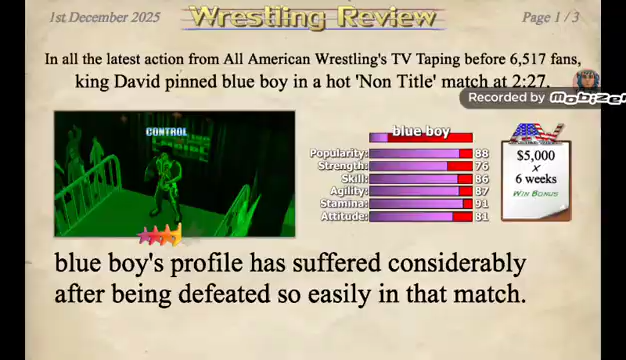 1st December 2025
Wrestling Review
Page 1 / 3
In all the latest action from All American Wrestling's TV Taping before 6,517 fans,
king David pinned blue boy in a hot 'Non Title' match at 2:27.
Recorded by
CONTROL
blue boy
Popularity: 88
Strength: 76
Skill: 86
Agility: 87
Stamina: 91
Attitude: 81
$5,000
x
6 weeks
WIN BONUS
blue boy's profile has suffered considerably
after being defeated so easily in that match.